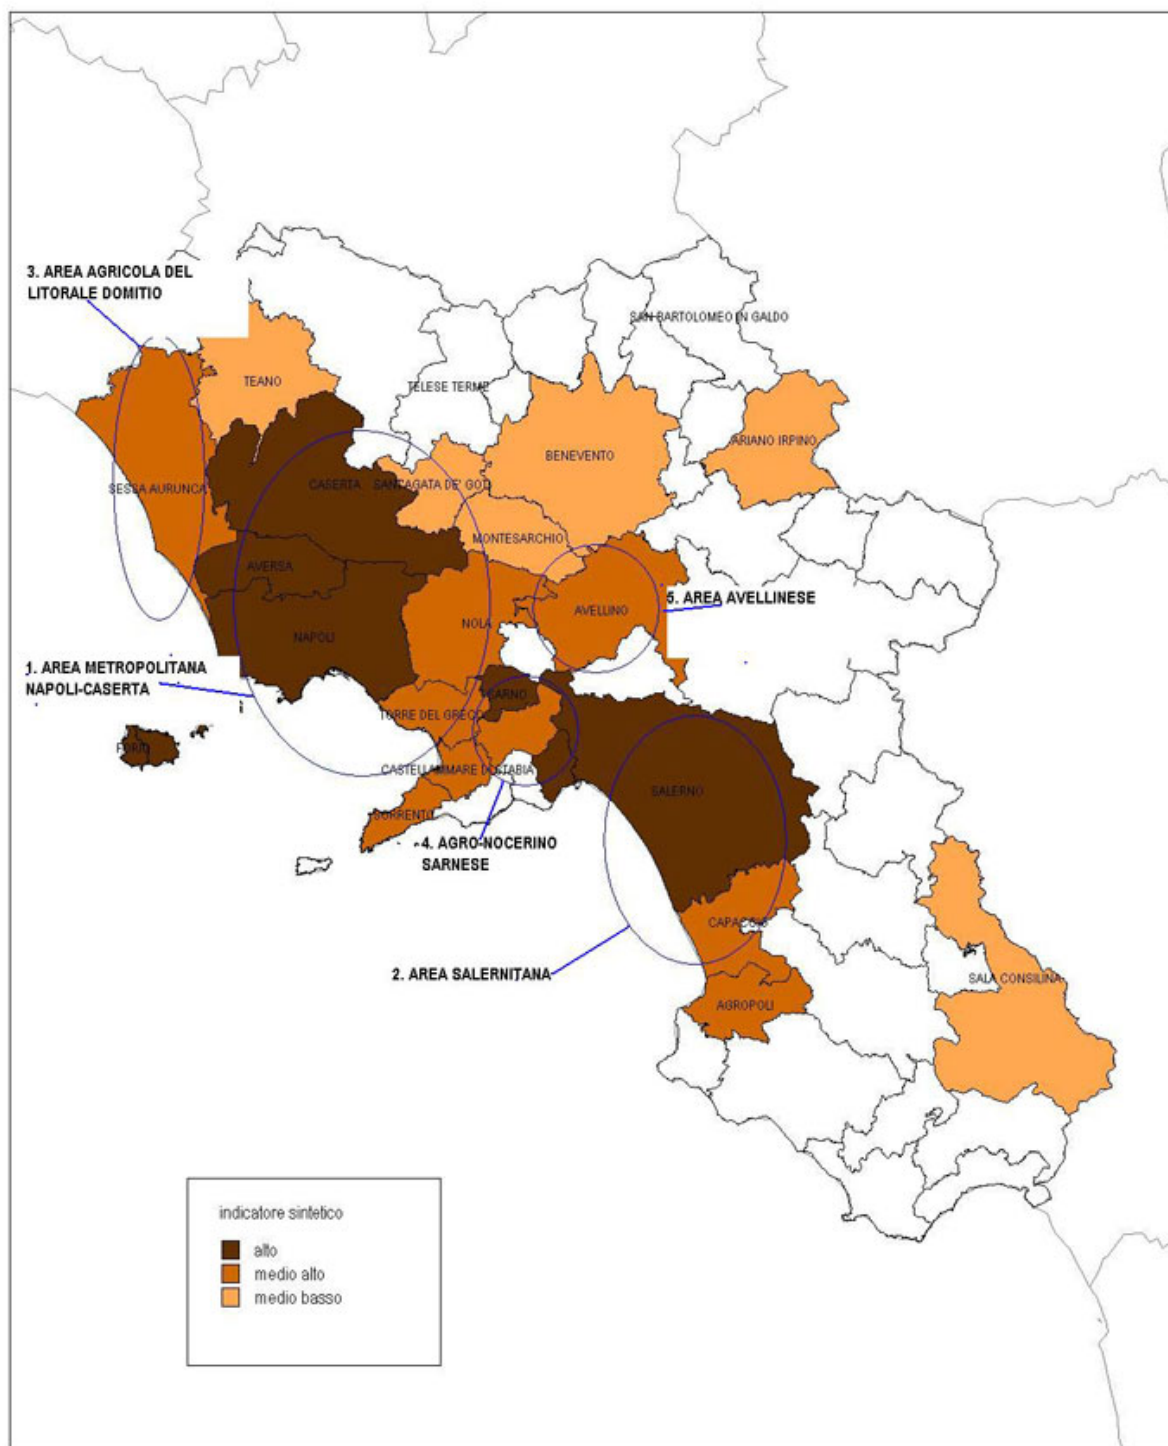 3. AREA AGRICOLA DEL
LITORALE DOMITIO
SAN BARTOLOMEO IN GALDO
TEANO
TELESE TERME
ARIANO IRPINO
BENEVENTO
SESSA AURUNCA
CASERTA
SANT'AGATA DE' GOTI
MONTESARCHIO
AVERSA
5. AREA AVELLINESE
AVELLINO
NOLA
NAPOLI
1. AREA METROPOLITANA
NAPOLI-CASERTA
SARNO
TORRE DEL GRECO
FORIO
CASTELLAMMARE DI STABIA
SALERNO
SORRENTO
4. AGRO-NOCERINO
SARNESE
CAPACCIO
2. AREA SALERNITANA
SALA CONSILINA
AGROPOLI
indicatore sintetico
alto
medio alto
medio basso